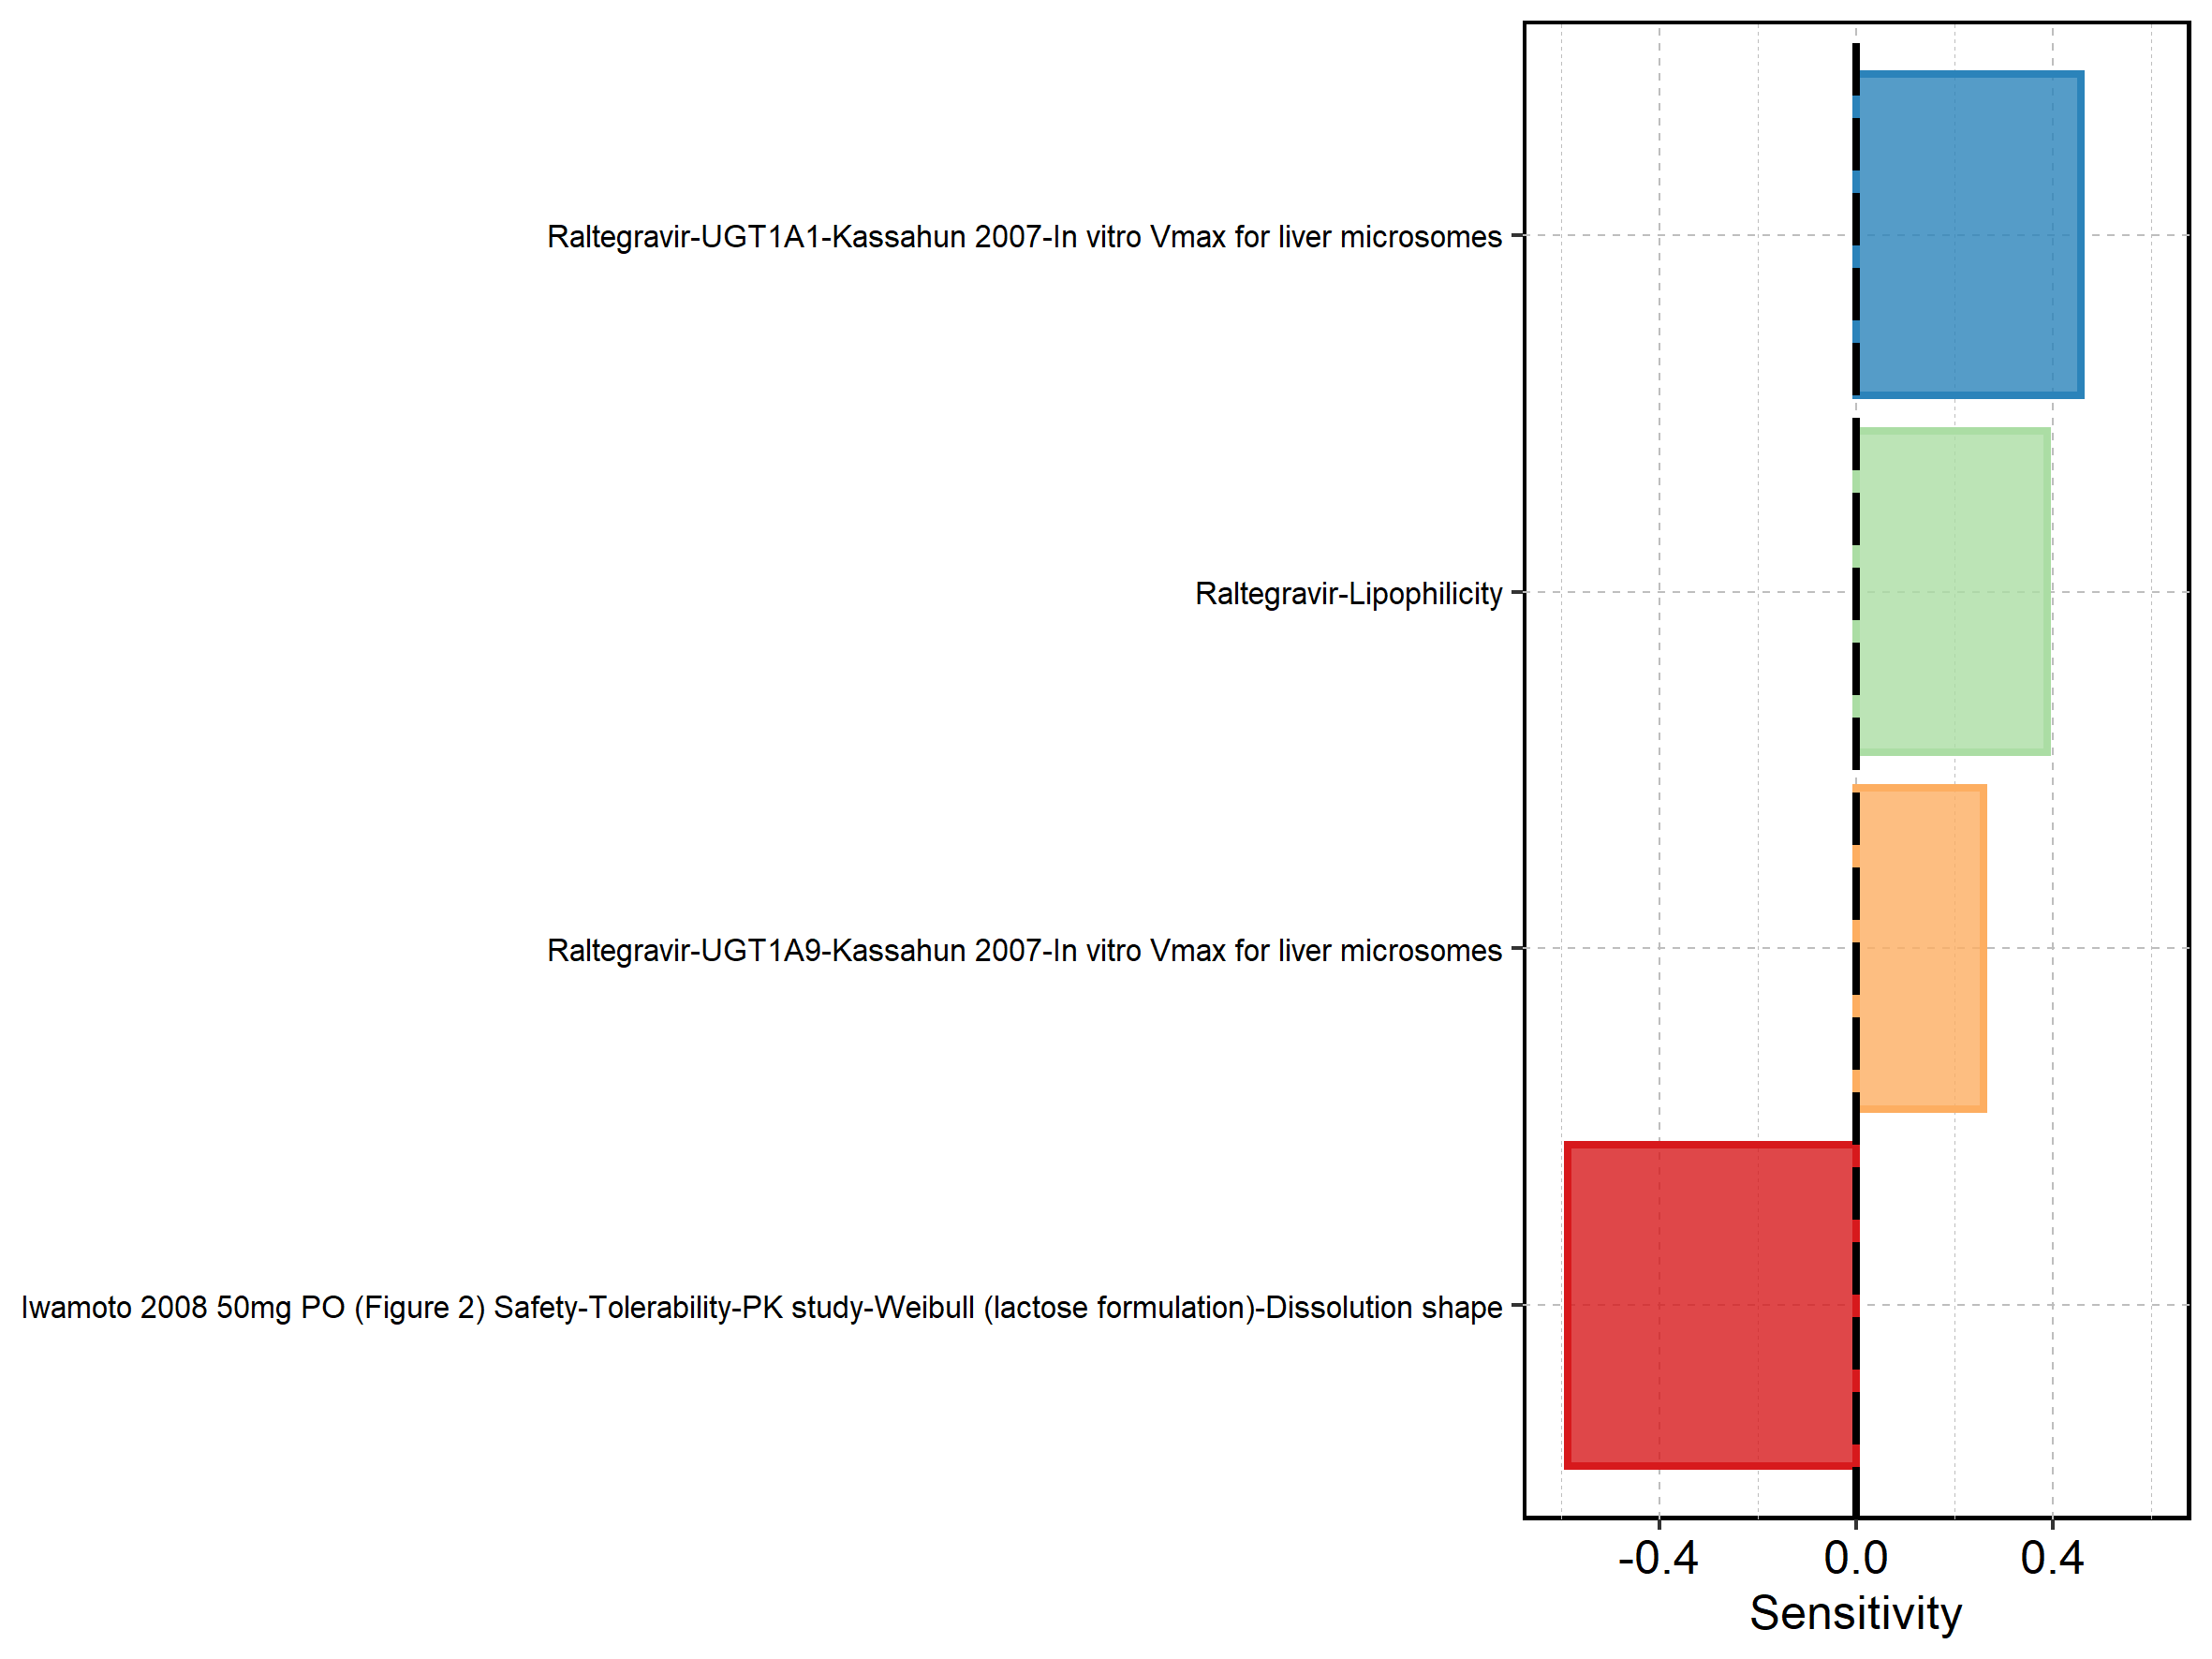 Raltegravir-UGT1A1-Kassahun 2007-In vitro Vmax for liver microsomes
Raltegravir-Lipophilicity
Raltegravir-UGT1A9-Kassahun 2007-In vitro Vmax for liver microsomes
Iwamoto 2008 50mg PO (Figure 2) Safety-Tolerability-PK study-Weibull (lactose formulation)-Dissolution shape
-0.4 0.0 0.4
Sensitivity